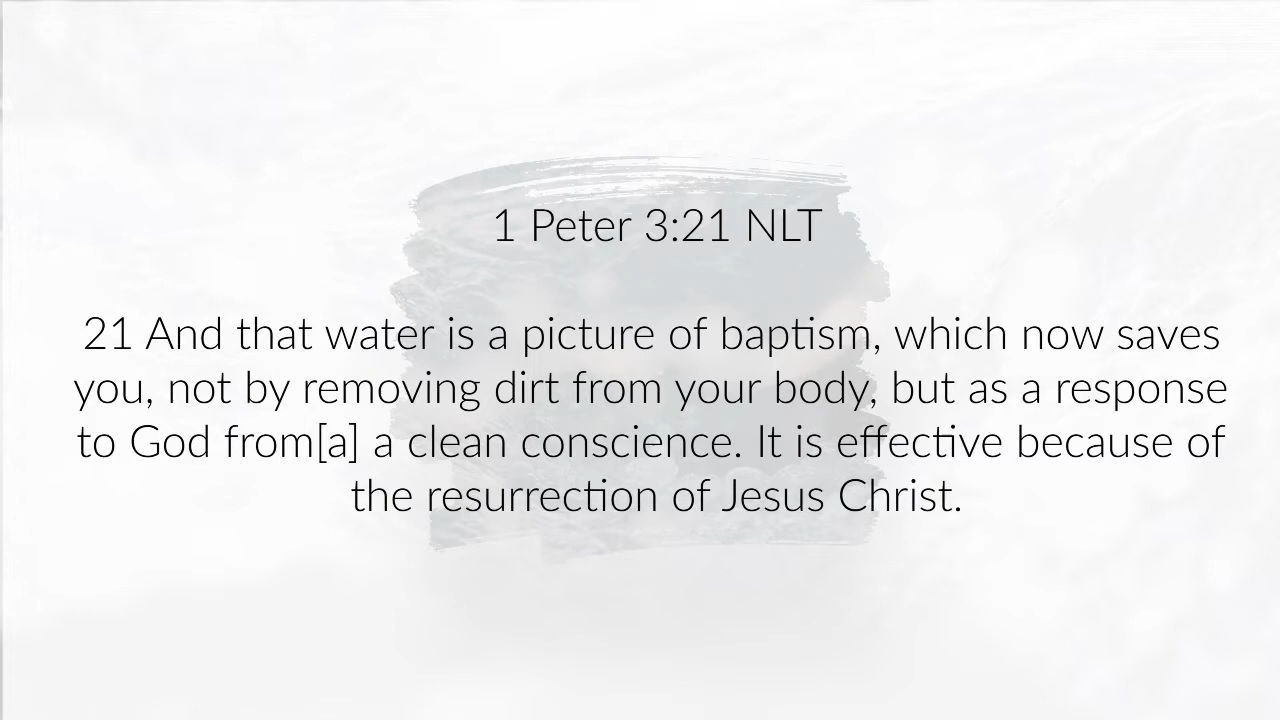 1 Peter 3:21 NLT
21 And that water is a picture of baptism, which now saves
you, not by removing dirt from your body, but as a response
to God from[a] a clean conscience. It is effective because of
the resurrection of Jesus Christ.